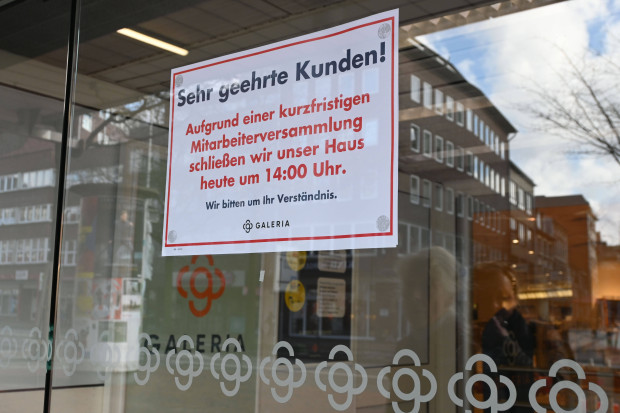 Sehr geehrte Kunden!
Aufgrund einer kurzfristigen
Mitarbeiterversammlung
schließen wir unser Haus
heute um 14:00 Uhr.
Wir bitten um Ihr Verständnis.
GALERIA
GALERIA